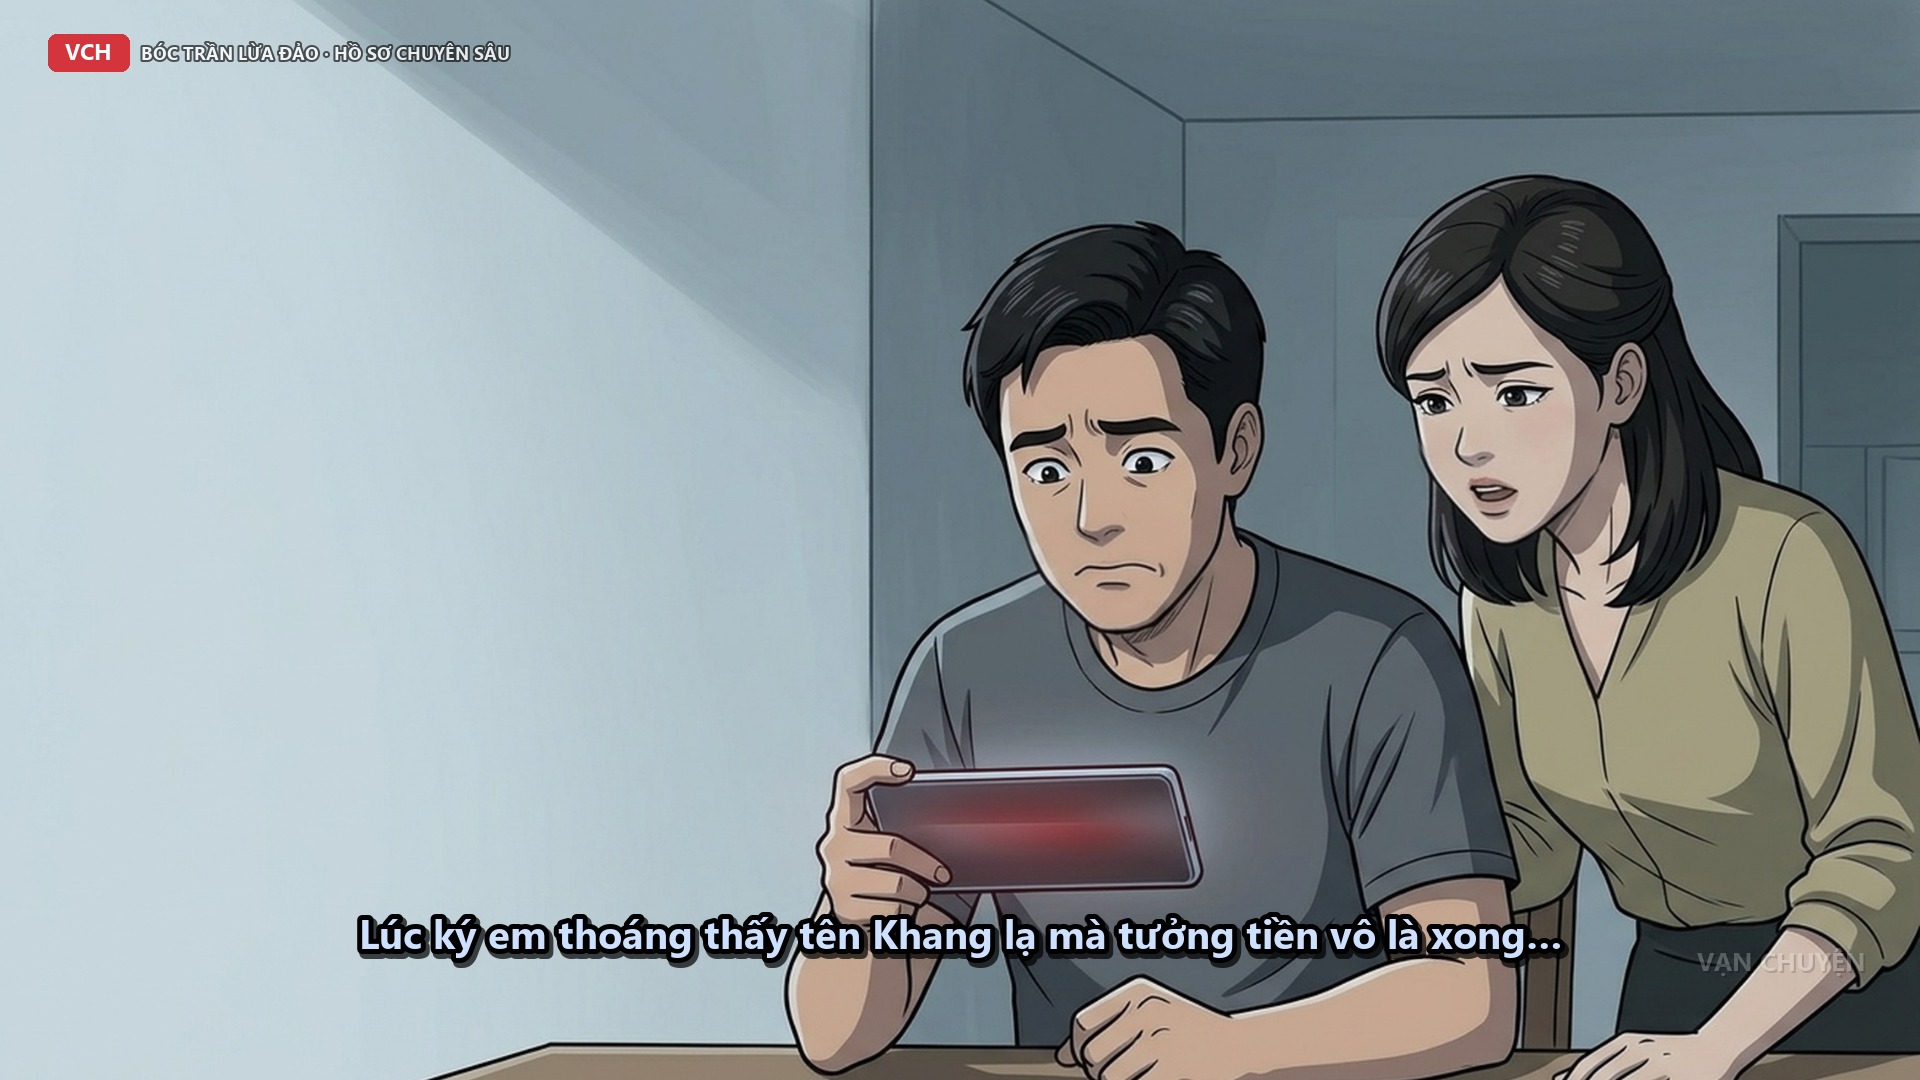 VCH BÓC TRẦN LỪA ĐẢO · HỒ SƠ CHUYÊN SÂU
Lúc ký em thoáng thấy tên Khang lạ mà tưởng tiền vô là xong...
VẠN CHUYỆN